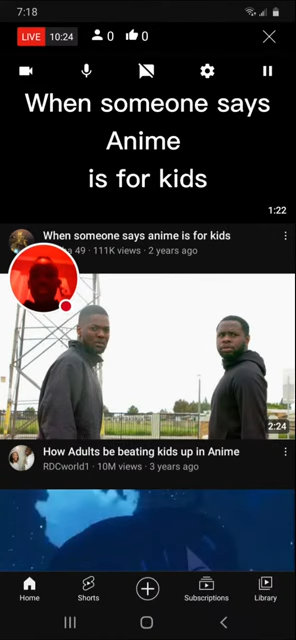 7:18
LIVE 10:24 0 0
When someone says
Anime
is for kids
1:22
When someone says anime is for kids
49 · 111K views · 2 years ago
2:24
How Adults be beating kids up in Anime
RDCworld1 · 10M views · 3 years ago
Home Shorts Subscriptions Library